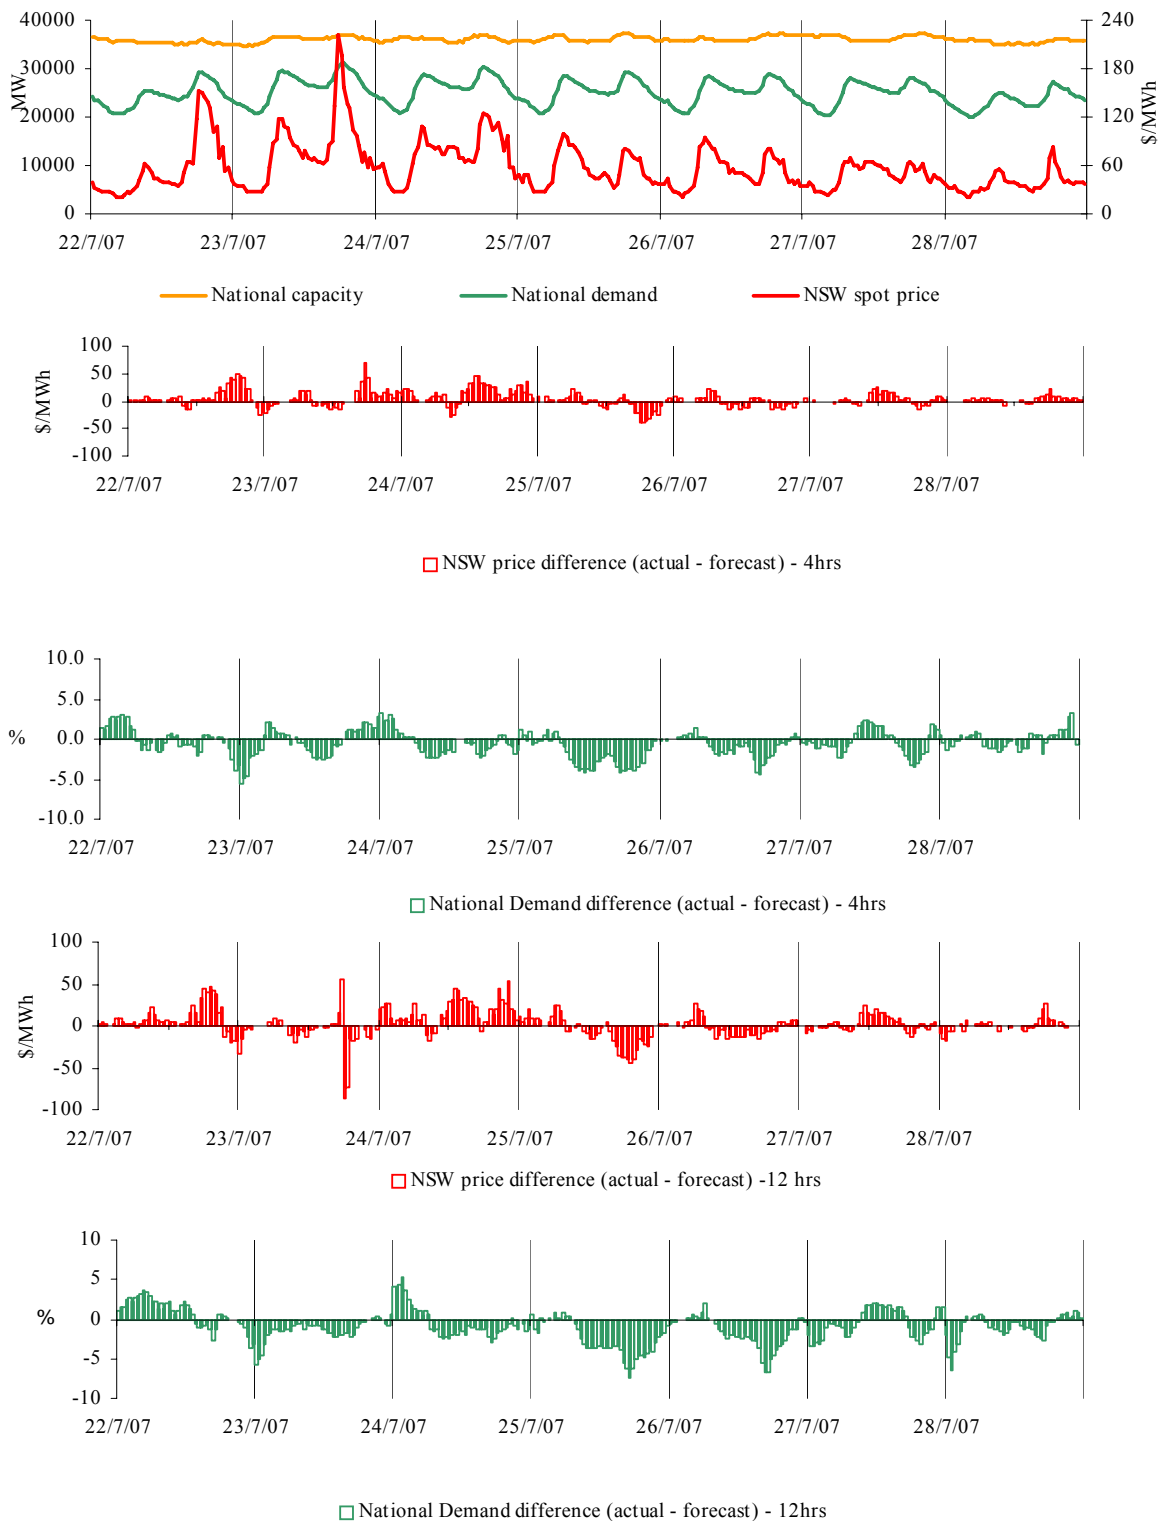 40000
30000
20000
10000
0
MW
240
180
120
60
0
$/MWh
22/7/07 23/7/07 24/7/07 25/7/07 26/7/07 27/7/07 28/7/07
National capacity National demand NSW spot price
100
50
0
-50
-100
$/MWh
22/7/07 23/7/07 24/7/07 25/7/07 26/7/07 27/7/07 28/7/07
NSW price difference (actual - forecast) - 4hrs
10.0
5.0
0.0
-5.0
-10.0
%
22/7/07 23/7/07 24/7/07 25/7/07 26/7/07 27/7/07 28/7/07
National Demand difference (actual - forecast) - 4hrs
100
50
0
-50
-100
$/MWh
22/7/07 23/7/07 24/7/07 25/7/07 26/7/07 27/7/07 28/7/07
NSW price difference (actual - forecast) -12 hrs
10
5
0
-5
-10
%
22/7/07 23/7/07 24/7/07 25/7/07 26/7/07 27/7/07 28/7/07
National Demand difference (actual - forecast) - 12hrs